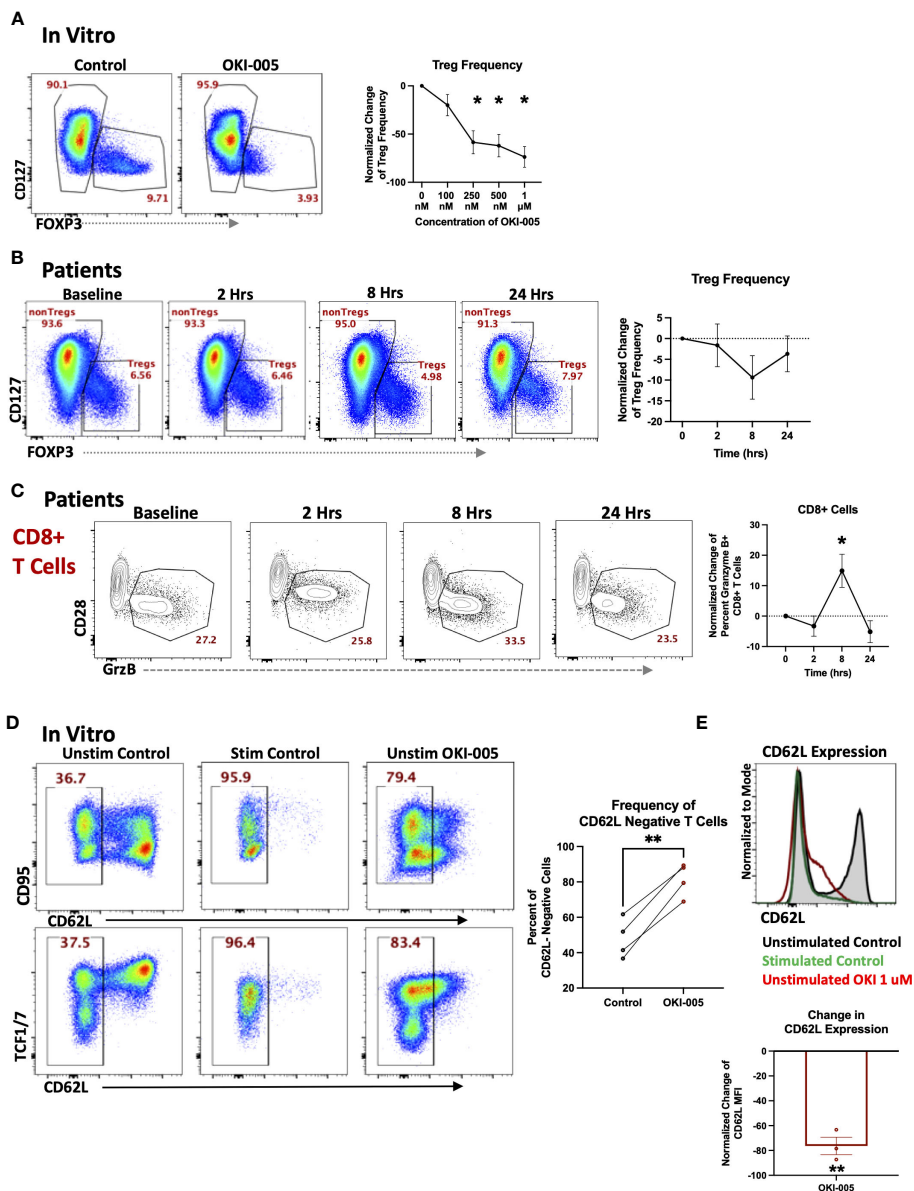 A
In Vitro
Control
OKI-005
90.1
95.9
9.71
3.93
CD127
FOXP3
Treg Frequency
Normalized Change
of Treg Frequency
0
-50
-100
* * *
0 100 250 500 1
nM nM nM nM µM
Concentration of OKI-005
B
Patients
Baseline
2 Hrs
8 Hrs
24 Hrs
nonTregs
93.6
nonTregs
93.3
nonTregs
95.0
nonTregs
91.3
Tregs
6.56
Tregs
6.46
Tregs
4.98
Tregs
7.97
CD127
FOXP3
Treg Frequency
Normalized Change
of Treg Frequency
5
0
-5
-10
-15
-20
0 2 8 24
Time (hrs)
C
Patients
CD8+
T Cells
Baseline
2 Hrs
8 Hrs
24 Hrs
27.2
25.8
33.5
23.5
CD28
GrzB
CD8+ Cells
Normalized Change of
Percent Granzyme B+
CD8+ T Cells
30
20
10
0
-10
*
0 2 8 24
Time (hrs)
D
In Vitro
Unstim Control
Stim Control
Unstim OKI-005
36.7
95.9
79.4
CD95
CD62L
37.5
96.4
83.4
TCF1/7
CD62L
Frequency of
CD62L Negative T Cells
**
Percent of
CD62L- Negative Cells
100
80
60
40
20
Control
OKI-005
E
CD62L Expression
Normalized to Mode
CD62L
Unstimulated Control
Stimulated Control
Unstimulated OKI 1 uM
Change in
CD62L Expression
Normalized Change of
CD62L MFI
0
-20
-40
-60
-80
-100
**
OKI-005